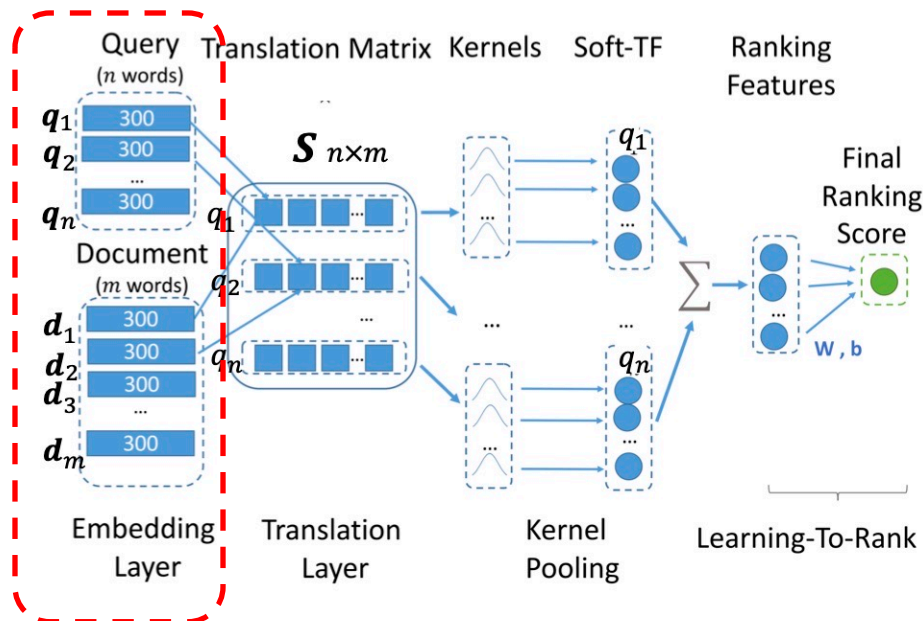 Query
(n words)
q1
300
q2
300
...
qn
300
Document
(m words)
d1
300
d2
300
d3
300
...
dm
300
Embedding
Layer
Translation Matrix
S n×m
q1
...
q2
...
...
qn
...
Translation
Layer
Kernels
...
...
...
Soft-TF
q1
...
...
qn
...
Kernel
Pooling
Σ
Ranking
Features
...
W , b
Final
Ranking
Score
Learning-To-Rank